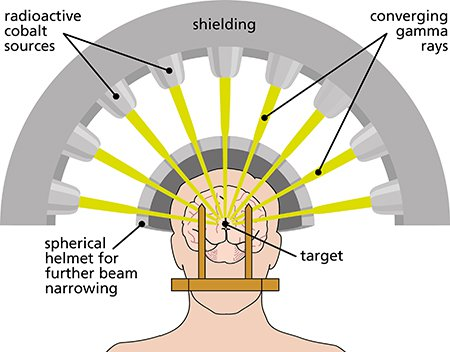 radioactive
cobalt
sources
shielding
converging
gamma
rays
spherical
helmet for
further beam
narrowing
target